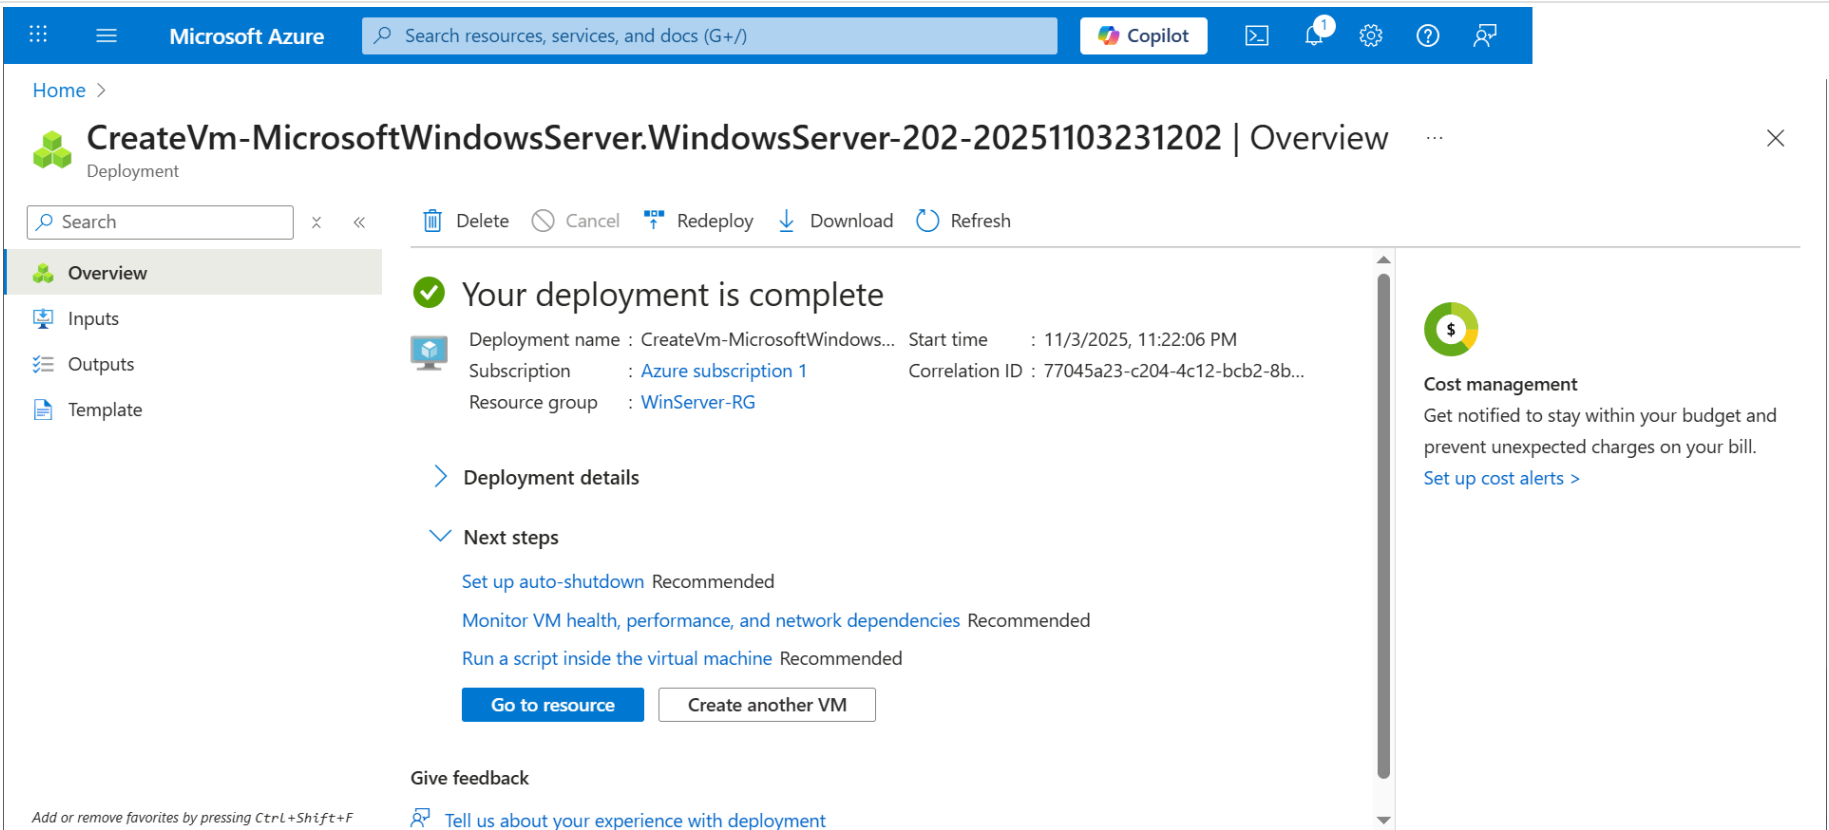 Microsoft Azure
Search resources, services, and docs (G+/)
Copilot
1
Home
CreateVm-MicrosoftWindowsServer.WindowsServer-202-20251103231202 | Overview ...
Deployment
Search
Delete Cancel Redeploy Download Refresh
Overview
Inputs
Outputs
Template
Your deployment is complete
Deployment name : CreateVm-MicrosoftWindows...
Subscription : Azure subscription 1
Resource group : WinServer-RG
Start time : 11/3/2025, 11:22:06 PM
Correlation ID : 77045a23-c204-4c12-bcb2-8b...
Deployment details
Next steps
Set up auto-shutdown Recommended
Monitor VM health, performance, and network dependencies Recommended
Run a script inside the virtual machine Recommended
Go to resource
Create another VM
Give feedback
Tell us about your experience with deployment
$
Cost management
Get notified to stay within your budget and
prevent unexpected charges on your bill.
Set up cost alerts >
Add or remove favorites by pressing Ctrl+Shift+F